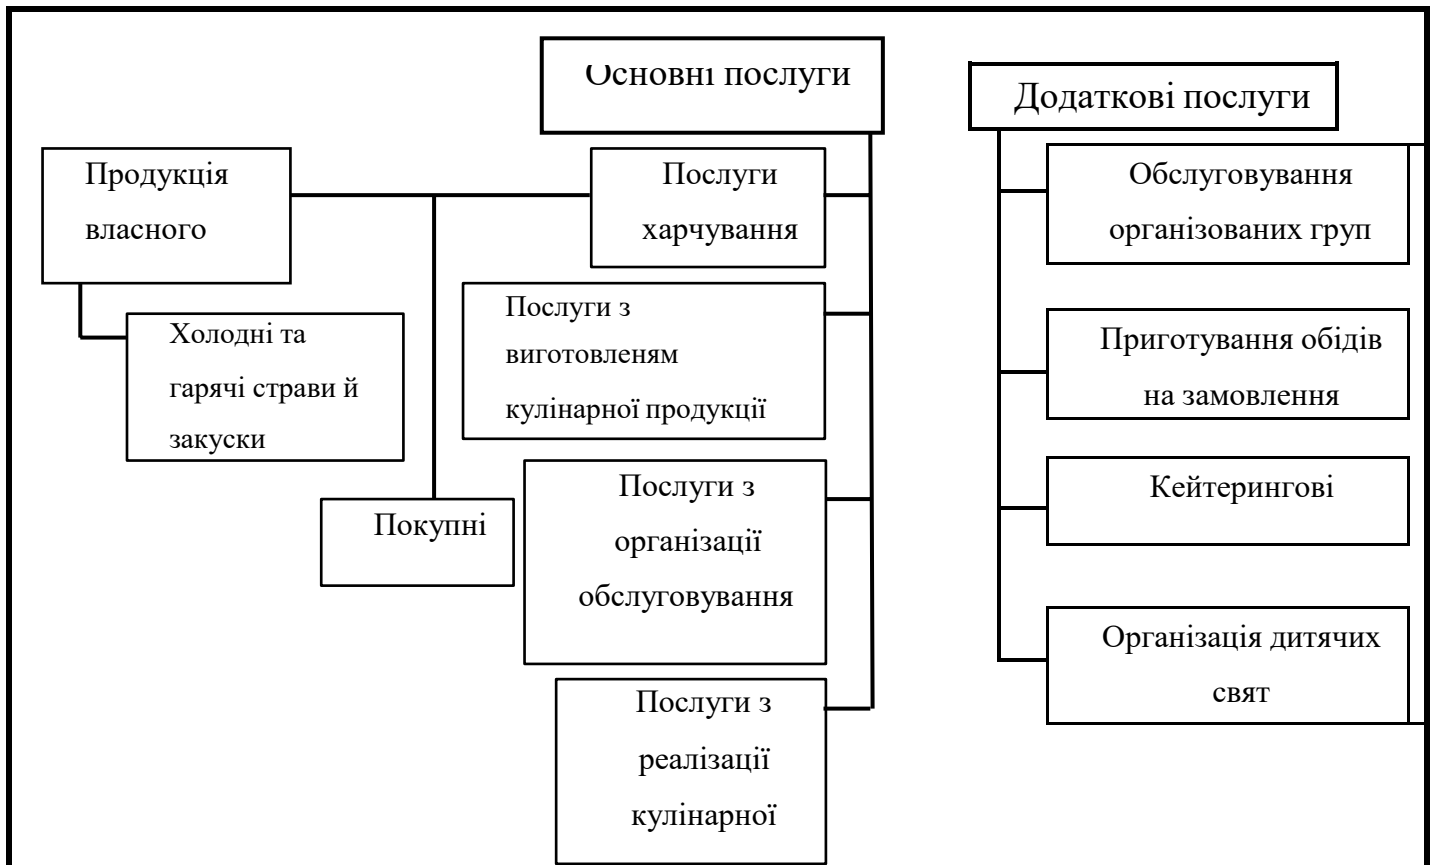 Основні послуги
Додаткові послуги
Продукція
власного
Послуги
харчування
Обслуговування
організованих груп
Холодні та
гарячі страви й
закуски
Послуги з
виготовленям
кулінарної продукції
Приготування обідів
на замовлення
Покупні
Послуги з
організації
обслуговування
Кейтерингові
Послуги з
реалізації
кулінарної
Організація дитячих
свят